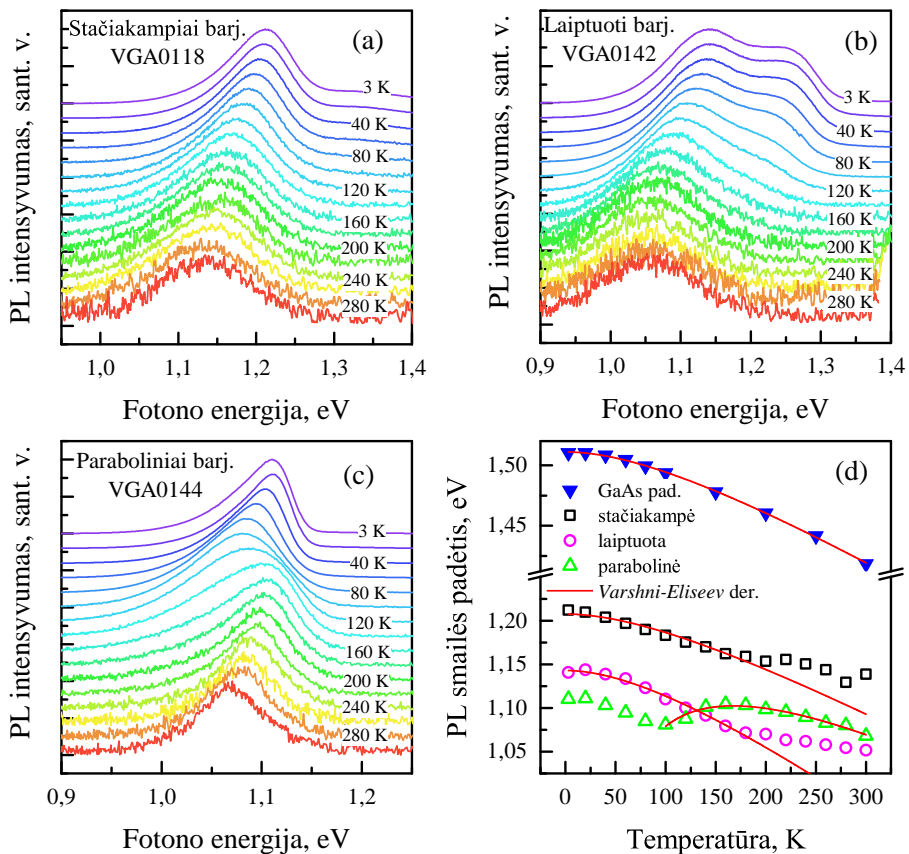 Stačiakampiai barj.
VGA0118
(a)
PL intensyvumas, sant. v.
3 K
40 K
80 K
120 K
160 K
200 K
240 K
280 K
1,0 1,1 1,2 1,3 1,4
Fotono energija, eV
Laiptuoti barj.
VGA0142
(b)
PL intensyvumas, sant. v.
3 K
40 K
80 K
120 K
160 K
200 K
240 K
280 K
0,9 1,0 1,1 1,2 1,3 1,4
Fotono energija, eV
Paraboliniai barj.
VGA0144
(c)
PL intensyvumas, sant. v.
3 K
40 K
80 K
120 K
160 K
200 K
240 K
280 K
0,9 1,0 1,1 1,2
Fotono energija, eV
(d)
PL smailės padėtis, eV
1,50
1,45
1,20
1,15
1,10
1,05
GaAs pad.
stačiakampė
laiptuota
parabolinė
Varshni-Eliseev der.
0 50 100 150 200 250 300
Temperatūra, K